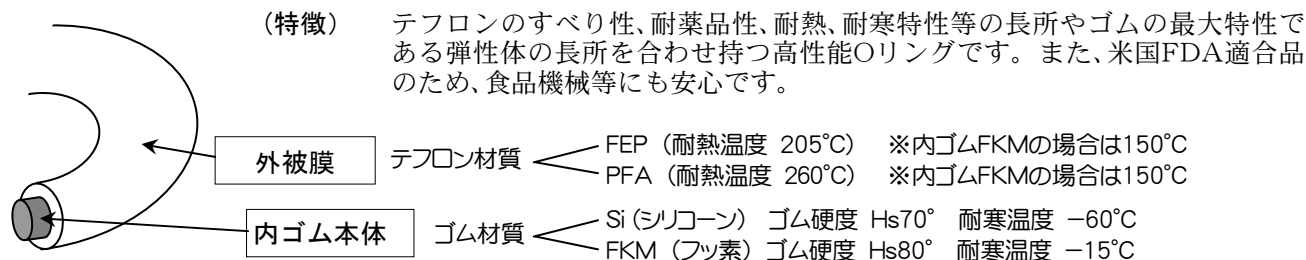 （特徴） テフロンのすべり性、耐薬品性、耐熱、耐寒特性等の長所やゴムの最大特性で
ある弾性体の長所を合わせ持つ高性能Oリングです。また、米国FDA適合品
のため、食品機械等にも安心です。
外被膜 テフロン材質
FEP（耐熱温度 205℃） ※内ゴムFKMの場合は150℃
PFA（耐熱温度 260℃） ※内ゴムFKMの場合は150℃
内ゴム本体 ゴム材質
Si（シリコーン） ゴム硬度 Hs70° 耐寒温度 －60℃
FKM（フッ素）ゴム硬度 Hs80° 耐寒温度 －15℃